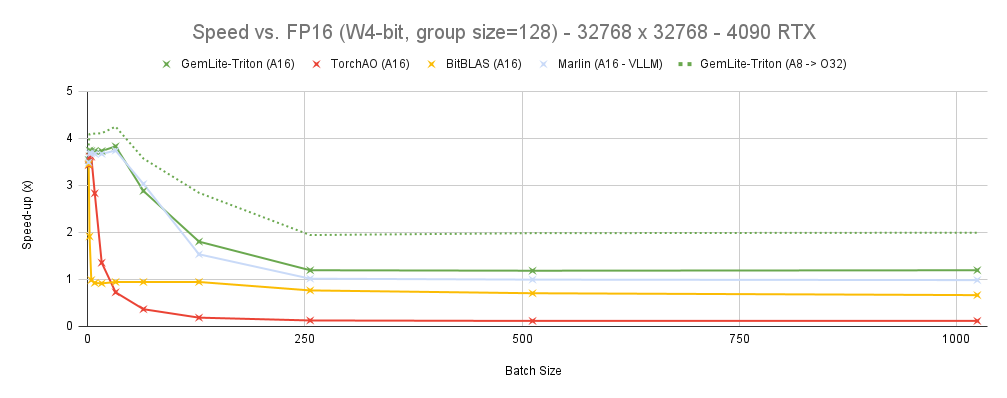 Speed vs. FP16 (W4-bit, group size=128) - 32768 x 32768 - 4090 RTX
GemLite-Triton (A16) TorchAO (A16) BitBLAS (A16) Marlin (A16 - VLLM) GemLite-Triton (A8 -> O32)
5
4
3
2
1
0
Speed-up (x)
0 250 500 750 1000
Batch Size